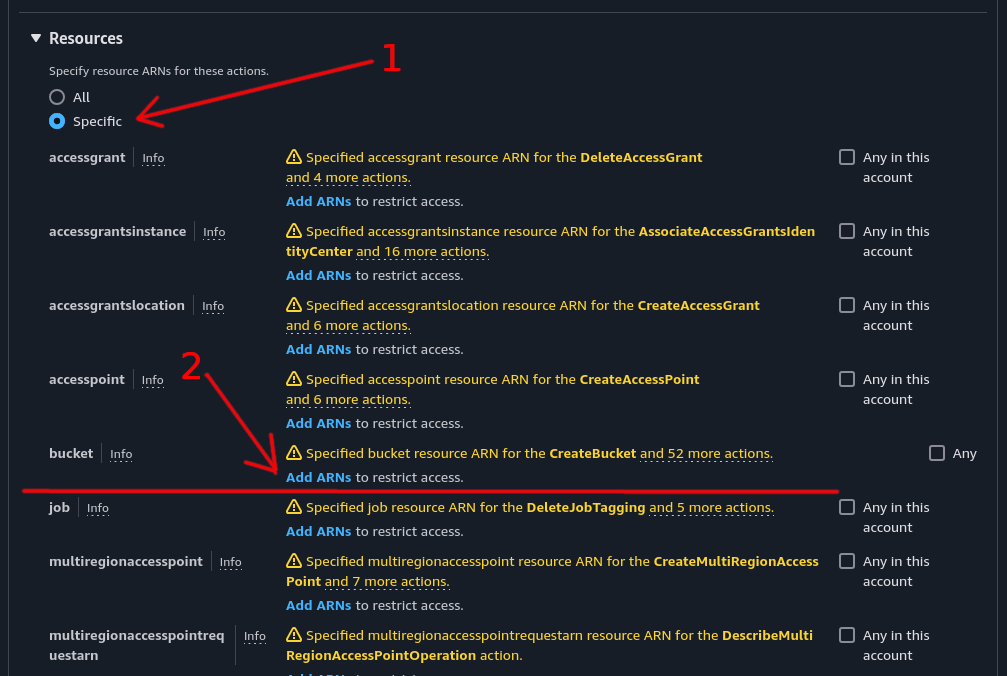 Resources
1
Specify resource ARNs for these actions.
All
Specific
accessgrant Info
Specified accessgrant resource ARN for the DeleteAccessGrant
and 4 more actions.
Add ARNs to restrict access.
Any in this
account
accessgrantsinstance Info
Specified accessgrantsinstance resource ARN for the AssociateAccessGrantsIden
tityCenter and 16 more actions.
Add ARNs to restrict access.
Any in this
account
accessgrantslocation Info
Specified accessgrantslocation resource ARN for the CreateAccessGrant
and 6 more actions.
Add ARNs to restrict access.
Any in this
account
2
accesspoint Info
Specified accesspoint resource ARN for the CreateAccessPoint
and 6 more actions.
Add ARNs to restrict access.
Any in this
account
bucket Info
Specified bucket resource ARN for the CreateBucket and 52 more actions.
Add ARNs to restrict access.
Any
job Info
Specified job resource ARN for the DeleteJobTagging and 5 more actions.
Add ARNs to restrict access.
Any in this
account
multiregionaccesspoint Info
Specified multiregionaccesspoint resource ARN for the CreateMultiRegionAccess
Point and 7 more actions.
Add ARNs to restrict access.
Any in this
account
multiregionaccesspointreq
uestarn
Info
Specified multiregionaccesspointrequestarn resource ARN for the DescribeMulti
RegionAccessPointOperation action.
Any in this
account